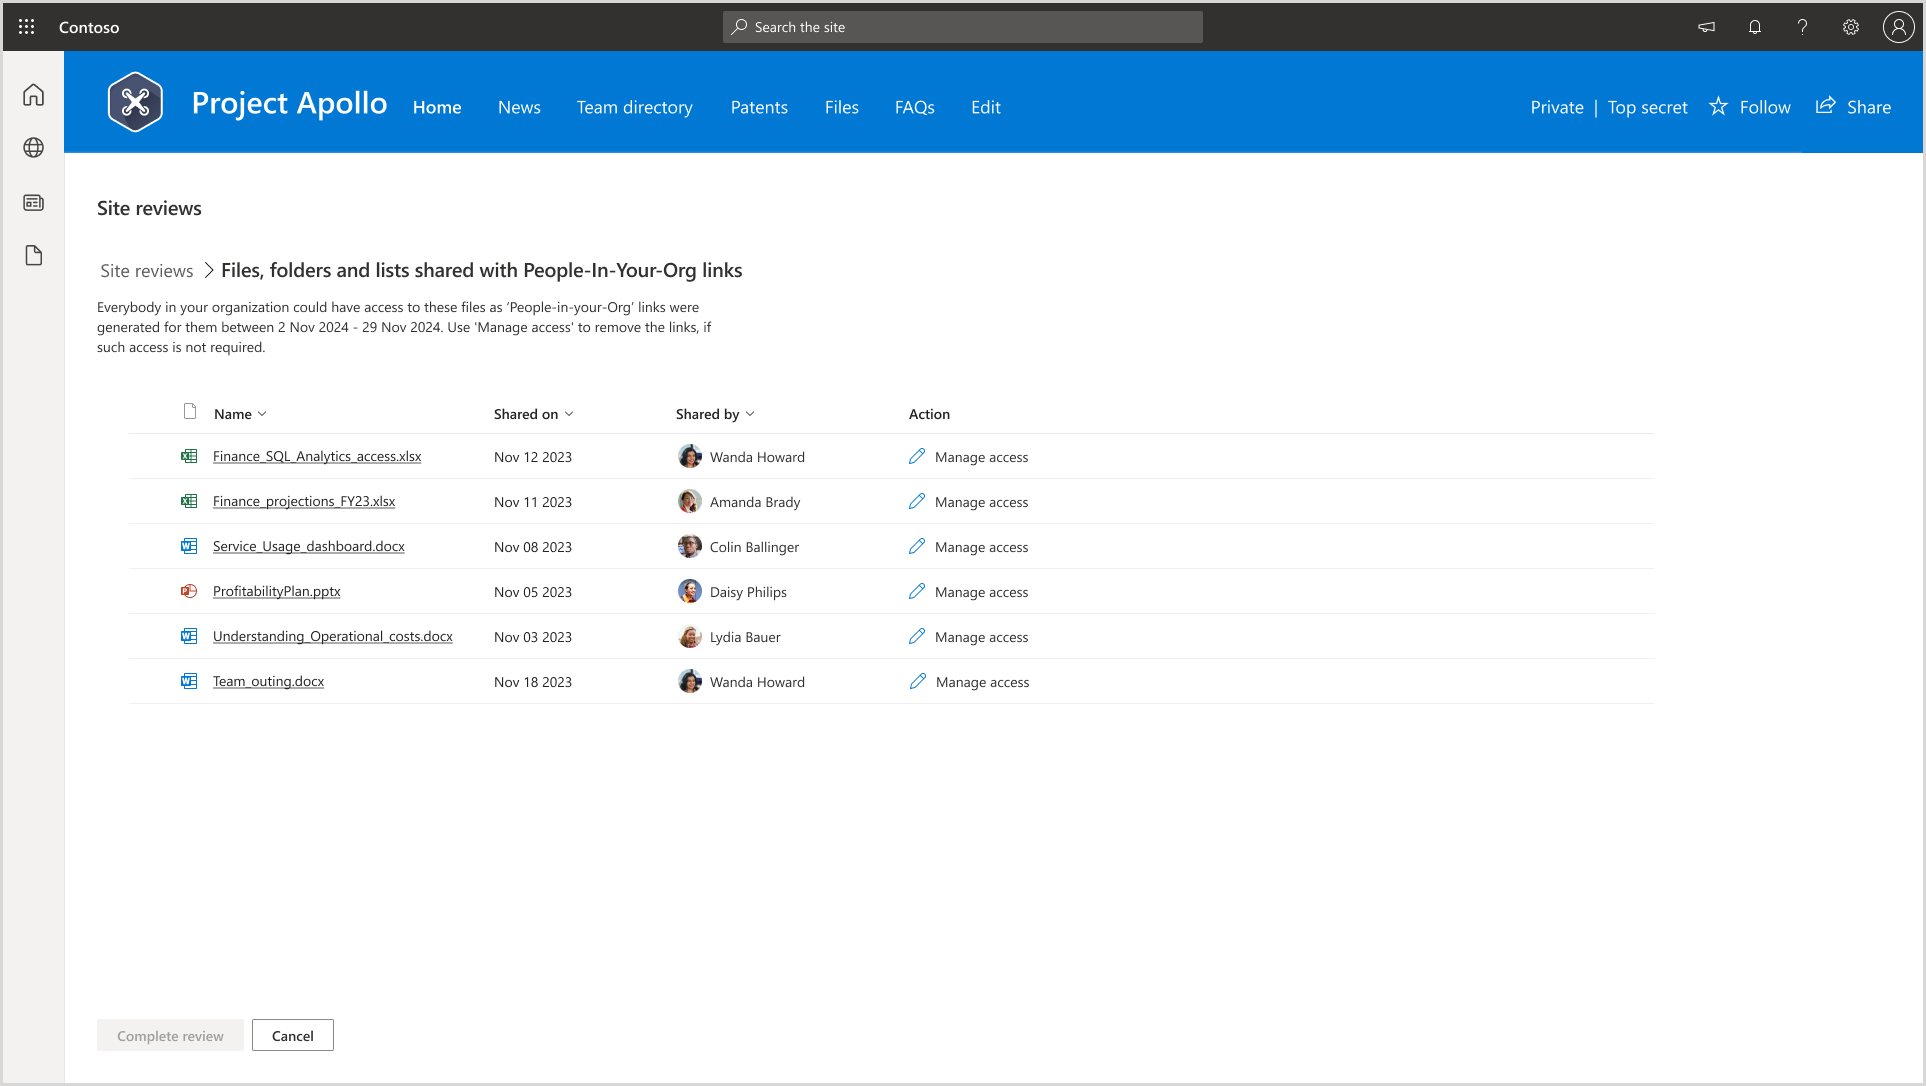 Contoso
Search the site
Project Apollo Home News Team directory Patents Files FAQs Edit Private | Top secret Follow Share
Site reviews
Site reviews Files, folders and lists shared with People-In-Your-Org links
Everybody in your organization could have access to these files as ‘People-in-your-Org’ links were
generated for them between 2 Nov 2024 - 29 Nov 2024. Use 'Manage access' to remove the links, if
such access is not required.
Name Shared on Shared by Action
Finance_SQL_Analytics_access.xlsx Nov 12 2023 Wanda Howard Manage access
Finance_projections_FY23.xlsx Nov 11 2023 Amanda Brady Manage access
Service_Usage_dashboard.docx Nov 08 2023 Colin Ballinger Manage access
ProfitabilityPlan.pptx Nov 05 2023 Daisy Philips Manage access
Understanding_Operational_costs.docx Nov 03 2023 Lydia Bauer Manage access
Team_outing.docx Nov 18 2023 Wanda Howard Manage access
Complete review Cancel